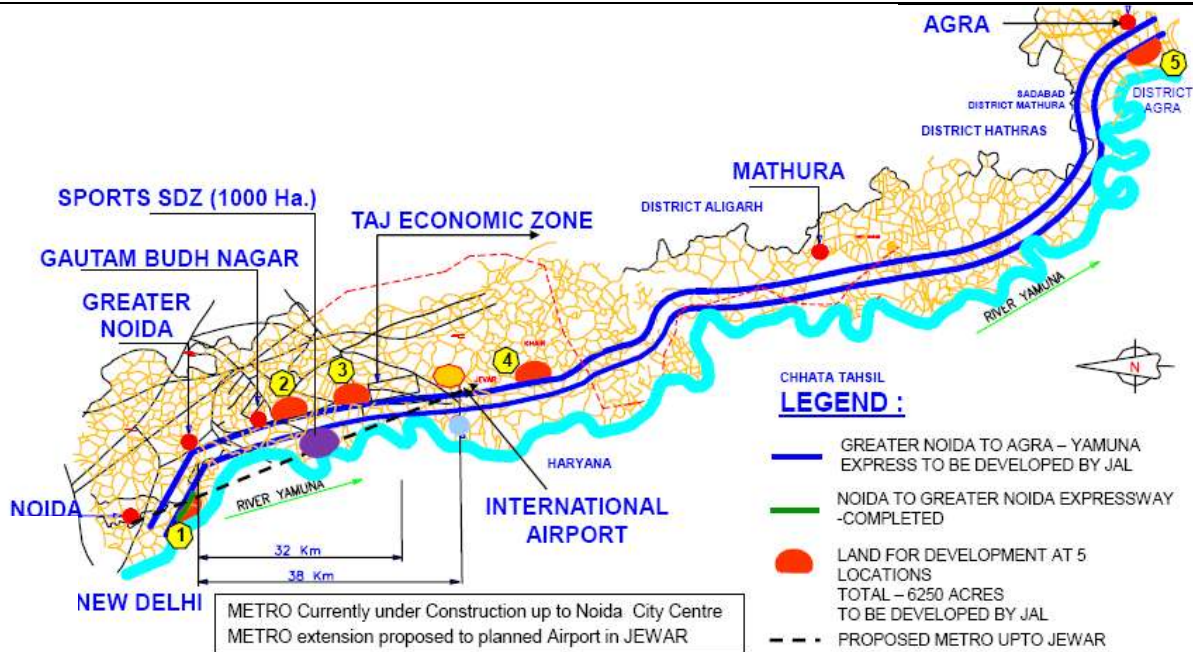 AGRA
5
SADABAD
DISTRICT MATHURA
DISTRICT
AGRA
DISTRICT HATHRAS
MATHURA
SPORTS SDZ (1000 Ha.)
DISTRICT ALIGARH
TAJ ECONOMIC ZONE
GAUTAM BUDH NAGAR
GREATER
NOIDA
RIVER YAMUNA
4
KHAIR
3
2
JEWAR
N
CHHATA TAHSIL
LEGEND :
GREATER NOIDA TO AGRA – YAMUNA
EXPRESS TO BE DEVELOPED BY JAL
HARYANA
NOIDA TO GREATER NOIDA EXPRESSWAY
-COMPLETED
RIVER YAMUNA
INTERNATIONAL
AIRPORT
NOIDA
1
32 Km
LAND FOR DEVELOPMENT AT 5
LOCATIONS
TOTAL – 6250 ACRES
TO BE DEVELOPED BY JAL
38 Km
NEW DELHI
METRO Currently under Construction up to Noida City Centre
METRO extension proposed to planned Airport in JEWAR
PROPOSED METRO UPTO JEWAR